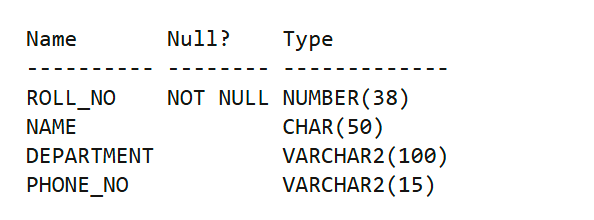 Name       Null?    Type
---------- -------- -------------
ROLL_NO    NOT NULL NUMBER(38)
NAME                CHAR(50)
DEPARTMENT          VARCHAR2(100)
PHONE_NO            VARCHAR2(15)